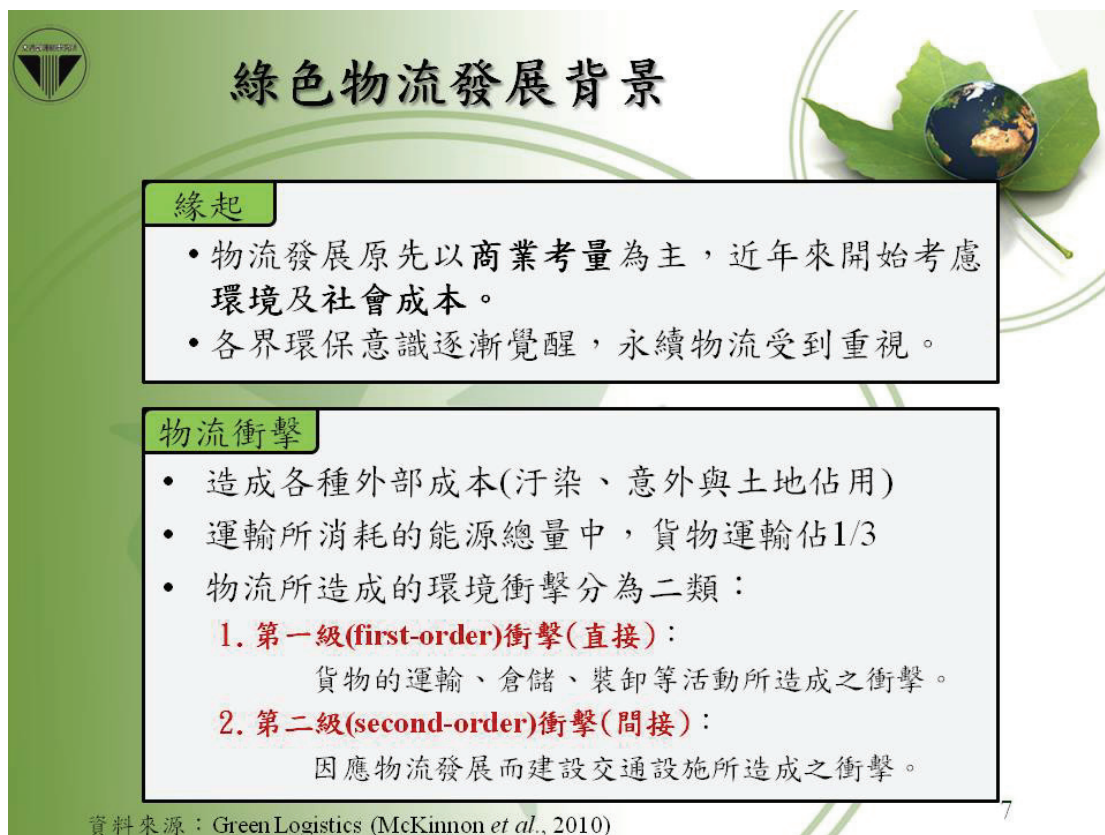 綠色物流發展背景
緣起
•物流發展原先以商業考量為主，近年來開始考慮
環境及社會成本。
•各界環保意識逐漸覺醒，永續物流受到重視。
物流衝擊
• 造成各種外部成本(汙染、意外與土地佔用)
• 運輸所消耗的能源總量中，貨物運輸佔1/3
• 物流所造成的環境衝擊分為二類：
1. 第一級(first-order)衝擊(直接)：
貨物的運輸、倉儲、裝卸等活動所造成之衝擊。
2. 第二級(second-order)衝擊(間接)：
因應物流發展而建設交通設施所造成之衝擊。
資料來源：Green Logistics (McKinnon et al., 2010)
7